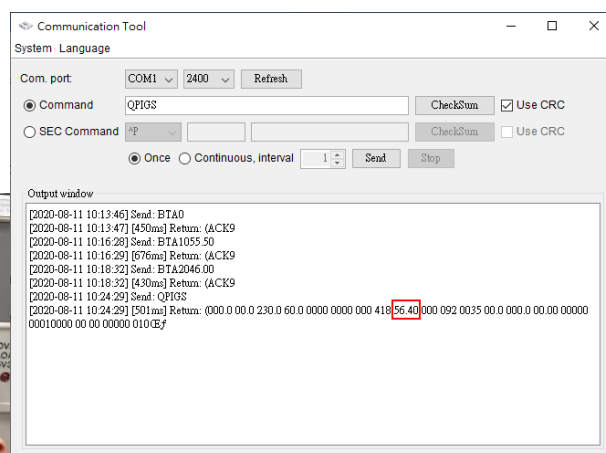 Communication Tool
System Language
Com. port: COM1 2400 Refresh
Command QPIGS CheckSum Use CRC
SEC Command ^P CheckSum Use CRC
Once Continuous, interval 1 Send Stop
Output window
[2020-08-11 10:13:46] Send: BTA0
[2020-08-11 10:13:47] [450ms] Return: (ACK9
[2020-08-11 10:16:28] Send: BTA1055.50
[2020-08-11 10:16:29] [676ms] Return: (ACK9
[2020-08-11 10:18:32] Send: BTA2046.00
[2020-08-11 10:18:32] [430ms] Return: (ACK9
[2020-08-11 10:24:29] Send: QPIGS
[2020-08-11 10:24:29] [501ms] Return: (000.0 00.0 230.0 60.0 0000 0000 000 418 56.40 000 092 0035 00.0 000.0 00.00 00000
00010000 00 00 00000 010Œƒ